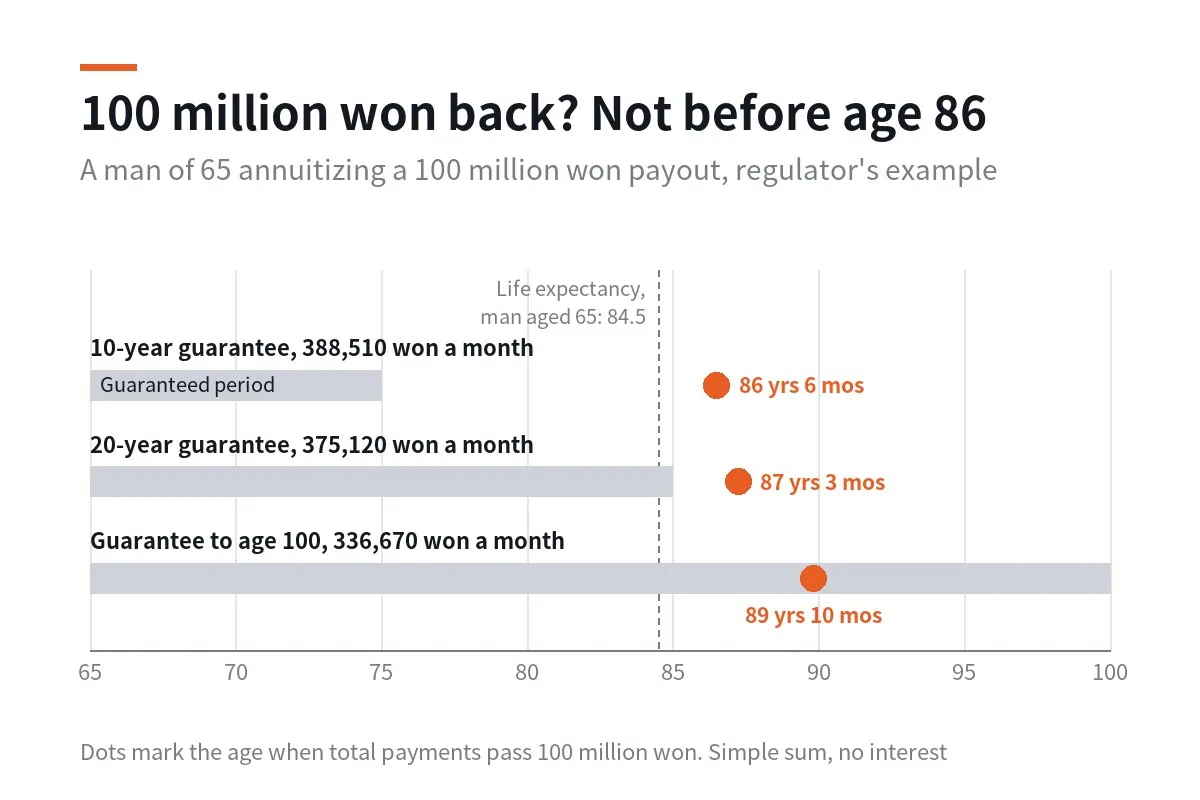 100 million won back? Not before age 86
A man of 65 annuitizing a 100 million won payout, regulator's example
Life expectancy,
man aged 65: 84.5
10-year guarantee, 388,510 won a month
Guaranteed period
86 yrs 6 mos
20-year guarantee, 375,120 won a month
87 yrs 3 mos
Guarantee to age 100, 336,670 won a month
89 yrs 10 mos
65 70 75 80 85 90 95 100
Dots mark the age when total payments pass 100 million won. Simple sum, no interest